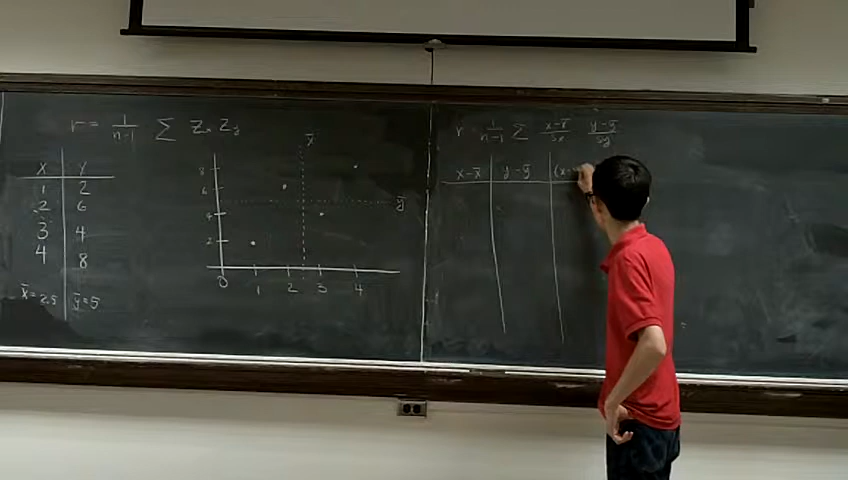 r = 1/(n-1) Σ Zₓ Z_y
X Y
1 2
2 6
3 4
4 8
x̄ = 2.5 ȳ = 5
x̄
8
6
ȳ
4
2
0 1 2 3 4
r = 1/(n-1) Σ (x-x̄)/Sx (y-ȳ)/Sy
x-x̄ y-ȳ (x-